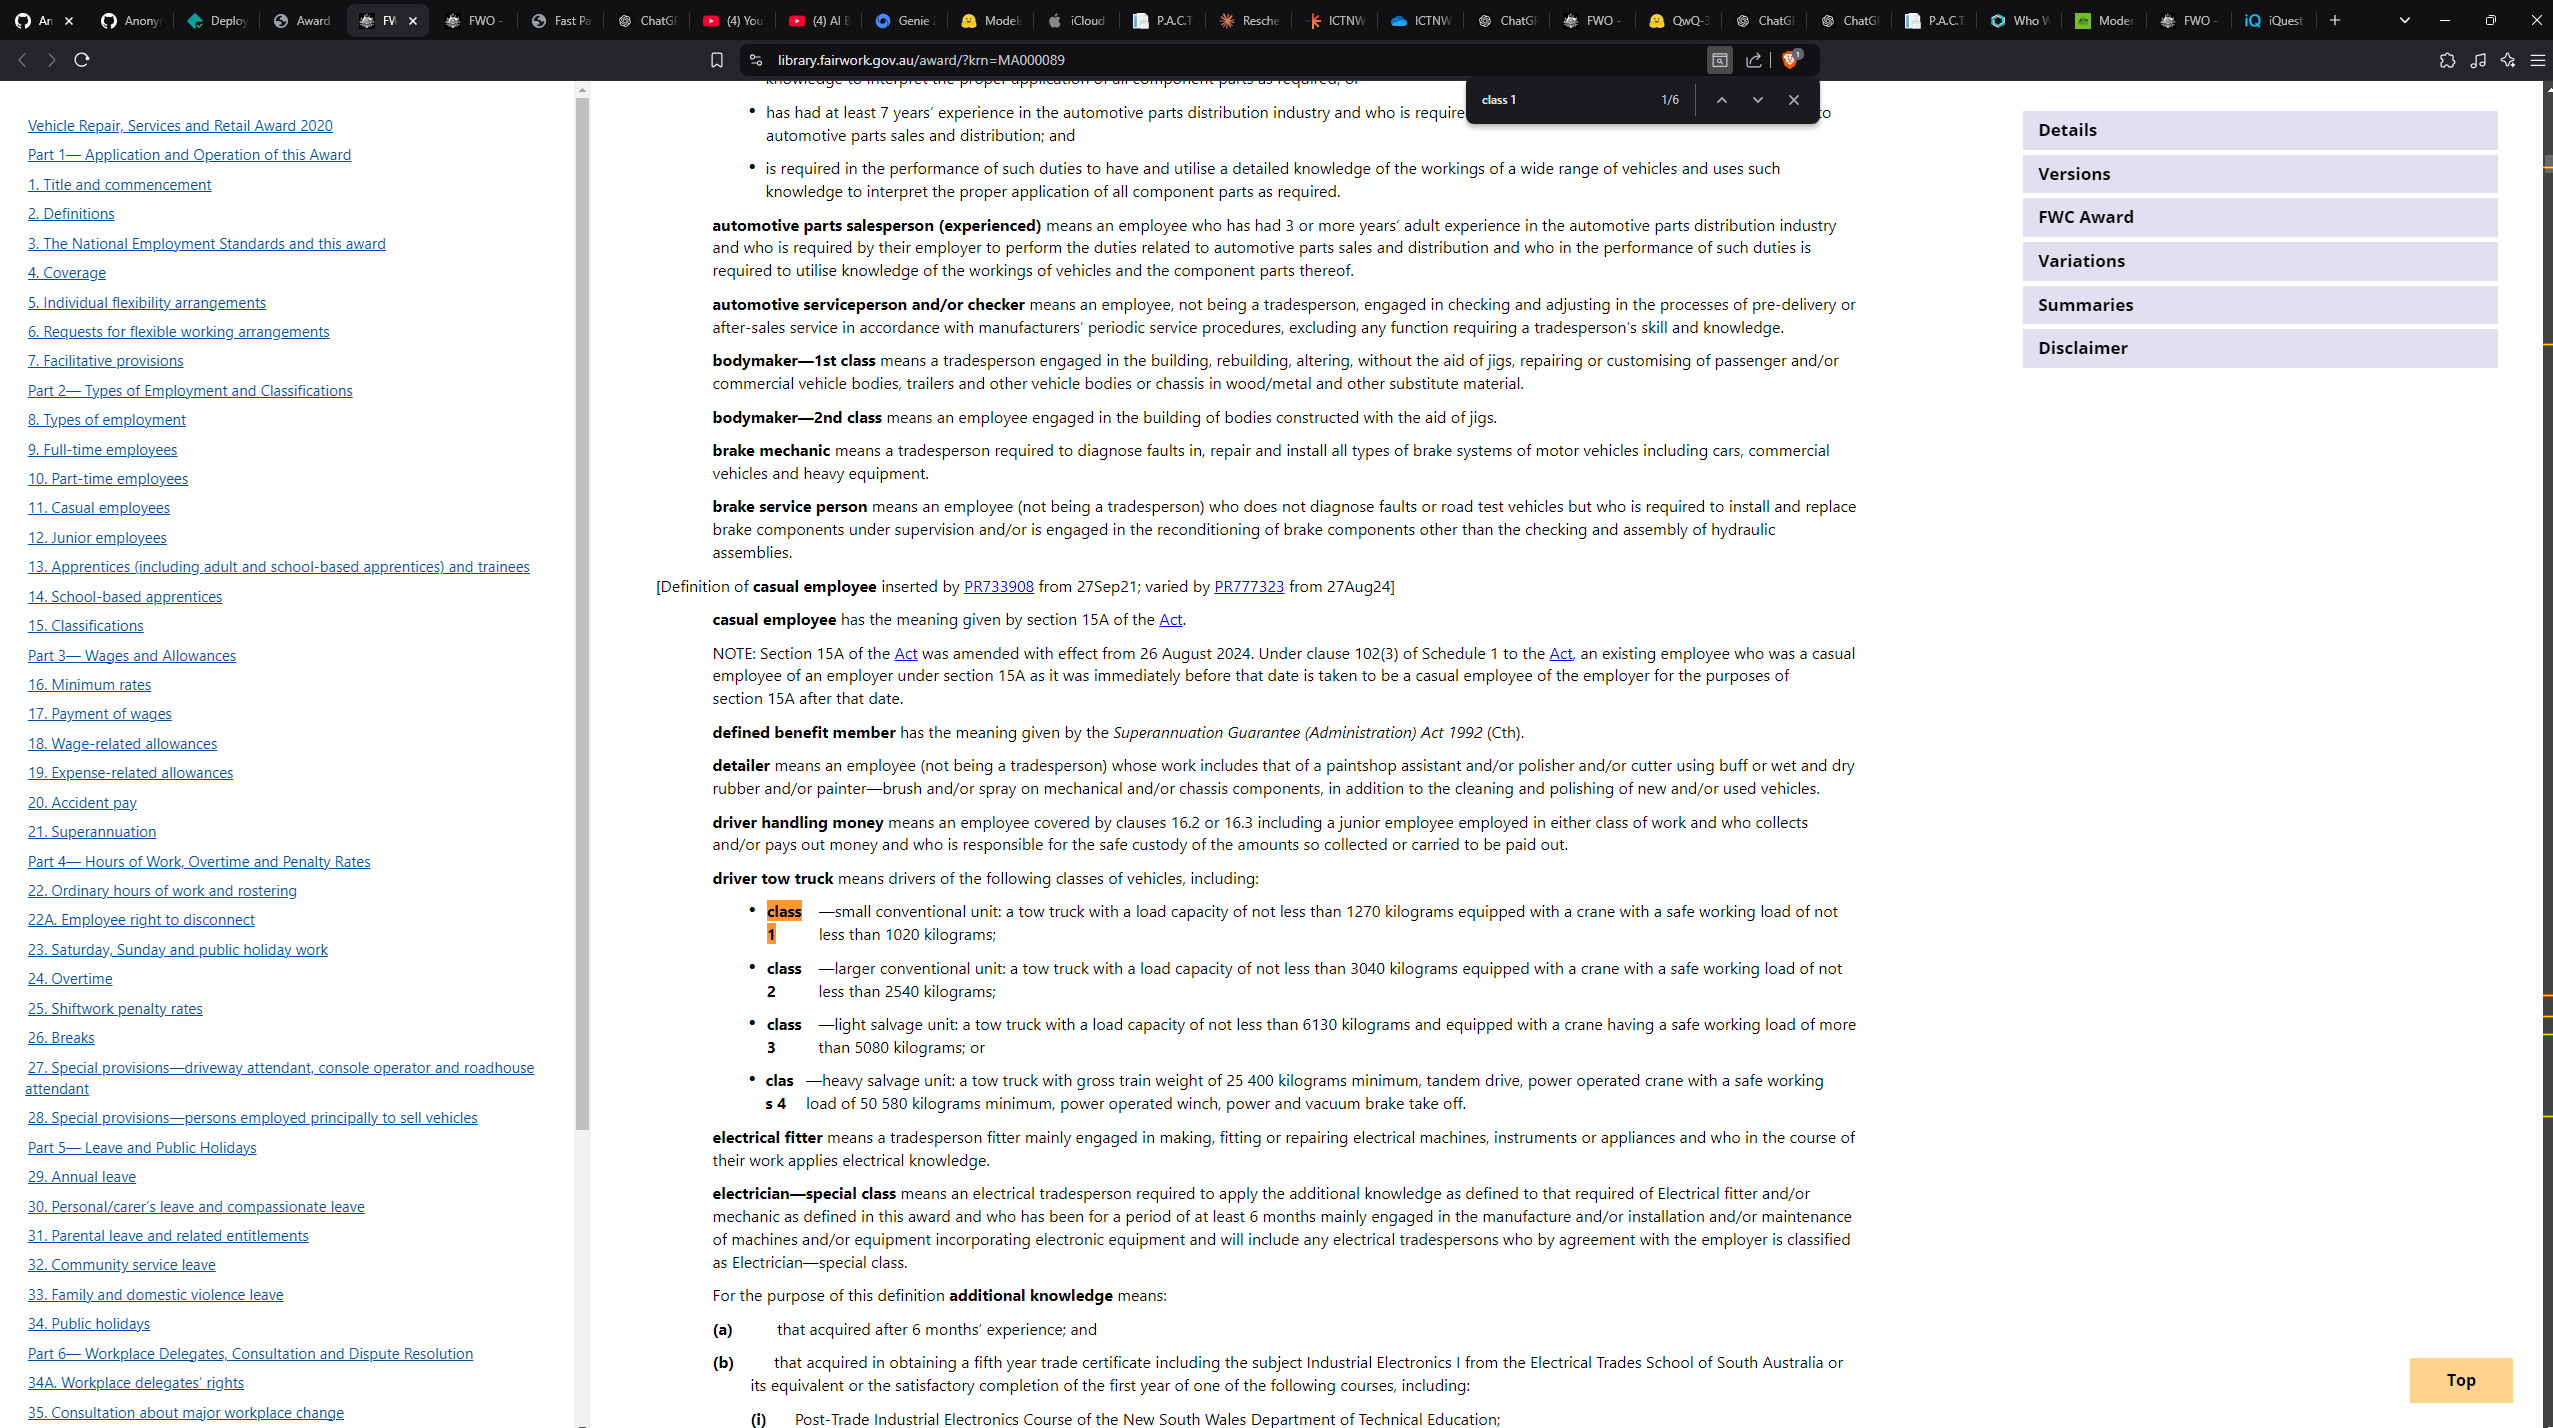 An
Anony
Deploy
Award
FW
FWO -
Fast Pa
ChatGP
(4) You
(4) AI E
Genie
Model
iCloud
P.A.C.T
Resche
ICTNW
ICTNW
ChatGP
FWO -
QwQ-3
ChatGP
ChatGP
P.A.C.T
Who W
Moder
FWO -
iQuest
library.fairwork.gov.au/award/?krn=MA000089
class 1
1/6
Vehicle Repair, Services and Retail Award 2020
Part 1— Application and Operation of this Award
1. Title and commencement
2. Definitions
3. The National Employment Standards and this award
4. Coverage
5. Individual flexibility arrangements
6. Requests for flexible working arrangements
7. Facilitative provisions
Part 2— Types of Employment and Classifications
8. Types of employment
9. Full-time employees
10. Part-time employees
11. Casual employees
12. Junior employees
13. Apprentices (including adult and school-based apprentices) and trainees
14. School-based apprentices
15. Classifications
Part 3— Wages and Allowances
16. Minimum rates
17. Payment of wages
18. Wage-related allowances
19. Expense-related allowances
20. Accident pay
21. Superannuation
Part 4— Hours of Work, Overtime and Penalty Rates
22. Ordinary hours of work and rostering
22A. Employee right to disconnect
23. Saturday, Sunday and public holiday work
24. Overtime
25. Shiftwork penalty rates
26. Breaks
27. Special provisions—driveway attendant, console operator and roadhouse
attendant
28. Special provisions—persons employed principally to sell vehicles
Part 5— Leave and Public Holidays
29. Annual leave
30. Personal/carer's leave and compassionate leave
31. Parental leave and related entitlements
32. Community service leave
33. Family and domestic violence leave
34. Public holidays
Part 6— Workplace Delegates, Consultation and Dispute Resolution
34A. Workplace delegates' rights
35. Consultation about major workplace change
knowledge to interpret the proper application of all component parts as required; or
• has had at least 7 years' experience in the automotive parts distribution industry and who is require to
automotive parts sales and distribution; and
• is required in the performance of such duties to have and utilise a detailed knowledge of the workings of a wide range of vehicles and uses such
knowledge to interpret the proper application of all component parts as required.
automotive parts salesperson (experienced) means an employee who has had 3 or more years' adult experience in the automotive parts distribution industry
and who is required by their employer to perform the duties related to automotive parts sales and distribution and who in the performance of such duties is
required to utilise knowledge of the workings of vehicles and the component parts thereof.
automotive serviceperson and/or checker means an employee, not being a tradesperson, engaged in checking and adjusting in the processes of pre-delivery or
after-sales service in accordance with manufacturers' periodic service procedures, excluding any function requiring a tradesperson's skill and knowledge.
bodymaker—1st class means a tradesperson engaged in the building, rebuilding, altering, without the aid of jigs, repairing or customising of passenger and/or
commercial vehicle bodies, trailers and other vehicle bodies or chassis in wood/metal and other substitute material.
bodymaker—2nd class means an employee engaged in the building of bodies constructed with the aid of jigs.
brake mechanic means a tradesperson required to diagnose faults in, repair and install all types of brake systems of motor vehicles including cars, commercial
vehicles and heavy equipment.
brake service person means an employee (not being a tradesperson) who does not diagnose faults or road test vehicles but who is required to install and replace
brake components under supervision and/or is engaged in the reconditioning of brake components other than the checking and assembly of hydraulic
assemblies.
[Definition of casual employee inserted by PR733908 from 27Sep21; varied by PR777323 from 27Aug24]
casual employee has the meaning given by section 15A of the Act.
NOTE: Section 15A of the Act was amended with effect from 26 August 2024. Under clause 102(3) of Schedule 1 to the Act, an existing employee who was a casual
employee of an employer under section 15A as it was immediately before that date is taken to be a casual employee of the employer for the purposes of
section 15A after that date.
defined benefit member has the meaning given by the Superannuation Guarantee (Administration) Act 1992 (Cth).
detailer means an employee (not being a tradesperson) whose work includes that of a paintshop assistant and/or polisher and/or cutter using buff or wet and dry
rubber and/or painter—brush and/or spray on mechanical and/or chassis components, in addition to the cleaning and polishing of new and/or used vehicles.
driver handling money means an employee covered by clauses 16.2 or 16.3 including a junior employee employed in either class of work and who collects
and/or pays out money and who is responsible for the safe custody of the amounts so collected or carried to be paid out.
driver tow truck means drivers of the following classes of vehicles, including:
• class —small conventional unit: a tow truck with a load capacity of not less than 1270 kilograms equipped with a crane with a safe working load of not
1 less than 1020 kilograms;
• class —larger conventional unit: a tow truck with a load capacity of not less than 3040 kilograms equipped with a crane with a safe working load of not
2 less than 2540 kilograms;
• class —light salvage unit: a tow truck with a load capacity of not less than 6130 kilograms and equipped with a crane having a safe working load of more
3 than 5080 kilograms; or
• clas —heavy salvage unit: a tow truck with gross train weight of 25 400 kilograms minimum, tandem drive, power operated crane with a safe working
s 4 load of 50 580 kilograms minimum, power operated winch, power and vacuum brake take off.
electrical fitter means a tradesperson fitter mainly engaged in making, fitting or repairing electrical machines, instruments or appliances and who in the course of
their work applies electrical knowledge.
electrician—special class means an electrical tradesperson required to apply the additional knowledge as defined to that required of Electrical fitter and/or
mechanic as defined in this award and who has been for a period of at least 6 months mainly engaged in the manufacture and/or installation and/or maintenance
of machines and/or equipment incorporating electronic equipment and will include any electrical tradespersons who by agreement with the employer is classified
as Electrician—special class.
For the purpose of this definition additional knowledge means:
(a) that acquired after 6 months' experience; and
(b) that acquired in obtaining a fifth year trade certificate including the subject Industrial Electronics I from the Electrical Trades School of South Australia or
its equivalent or the satisfactory completion of the first year of one of the following courses, including:
(i) Post-Trade Industrial Electronics Course of the New South Wales Department of Technical Education;
Details
Versions
FWC Award
Variations
Summaries
Disclaimer
Top